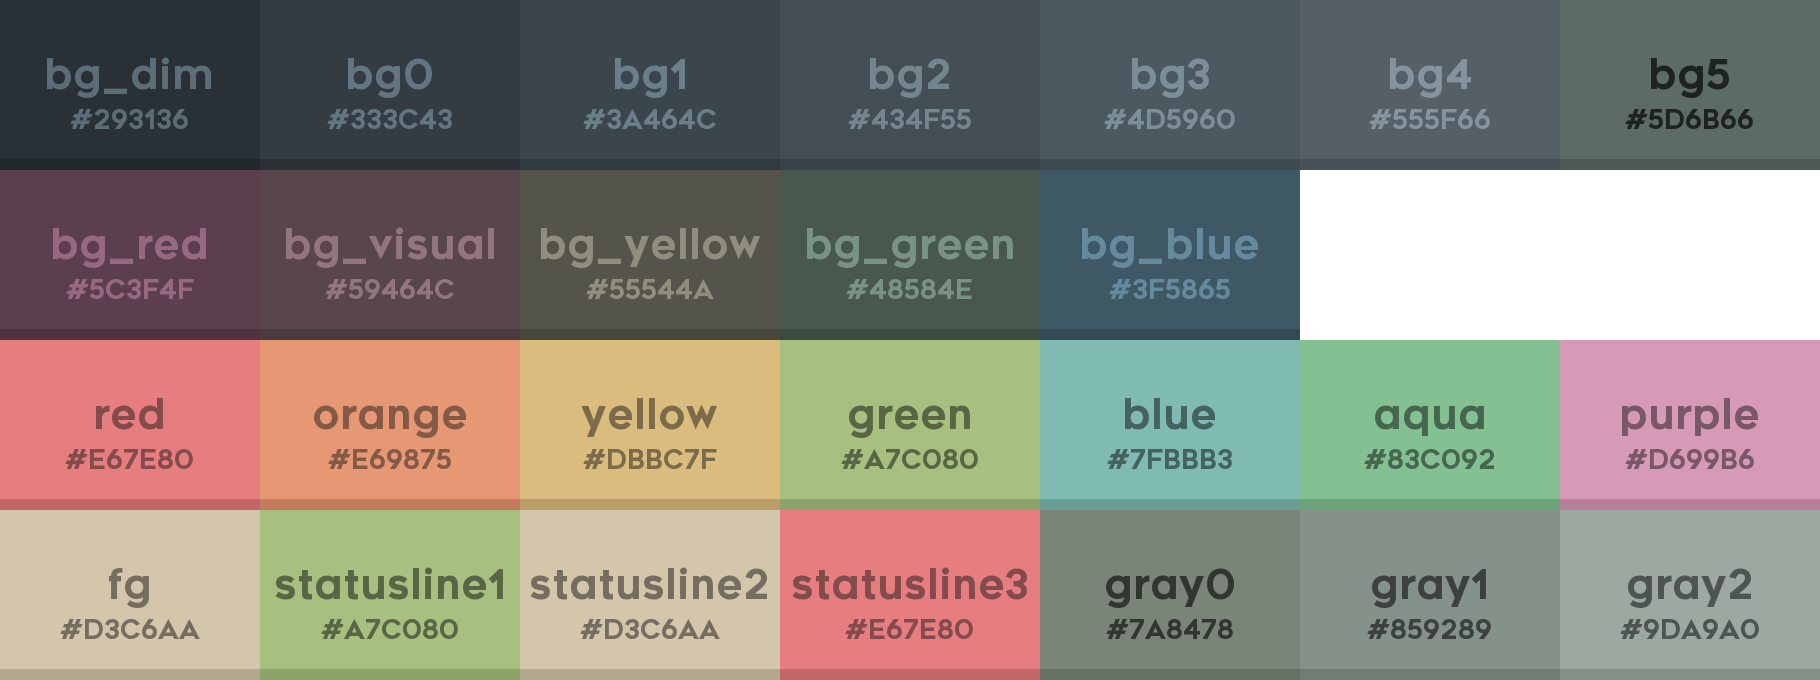 bg_dim
#293136
bg0
#333C43
bg1
#3A464C
bg2
#434F55
bg3
#4D5960
bg4
#555F66
bg5
#5D6B66
bg_red
#5C3F4F
bg_visual
#59464C
bg_yellow
#55544A
bg_green
#48584E
bg_blue
#3F5865
red
#E67E80
orange
#E69875
yellow
#DBBC7F
green
#A7C080
blue
#7FBBB3
aqua
#83C092
purple
#D699B6
fg
#D3C6AA
statusline1
#A7C080
statusline2
#D3C6AA
statusline3
#E67E80
gray0
#7A8478
gray1
#859289
gray2
#9DA9A0